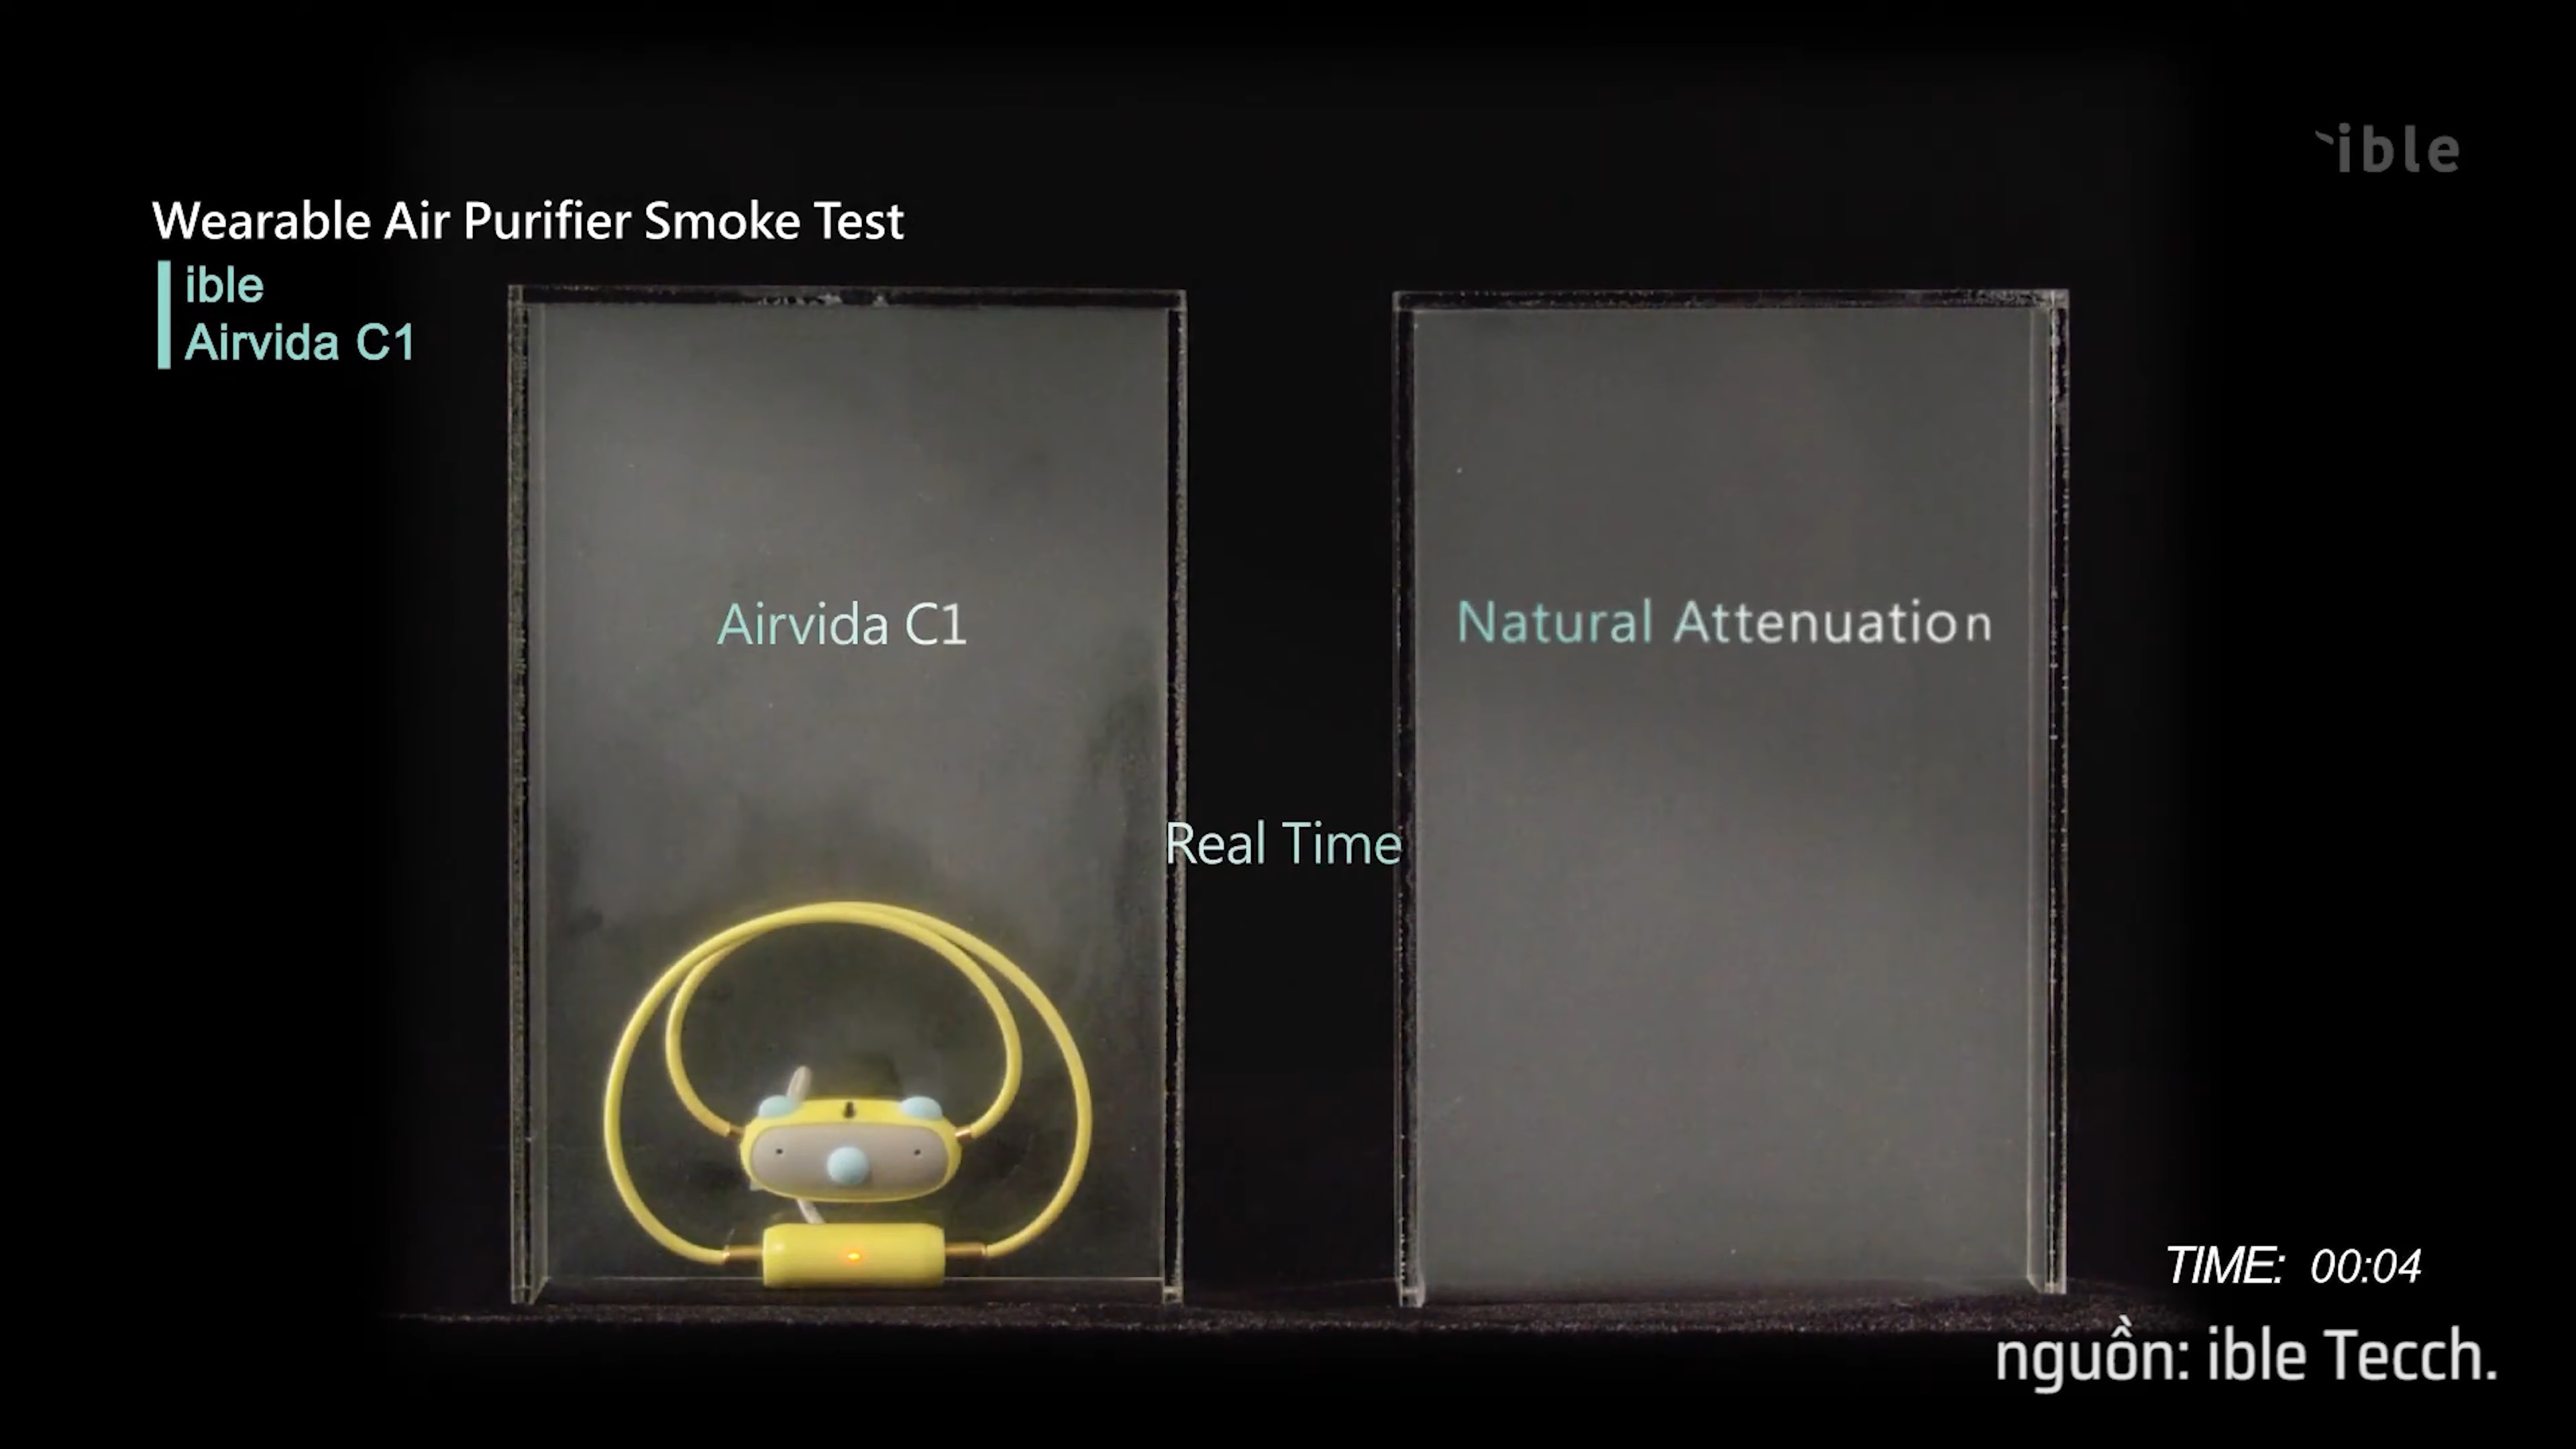 ible
Wearable Air Purifier Smoke Test
ible
Airvida C1
Airvida C1
Natural Attenuation
Real Time
TIME: 00:04
nguồn: ible Tecch.